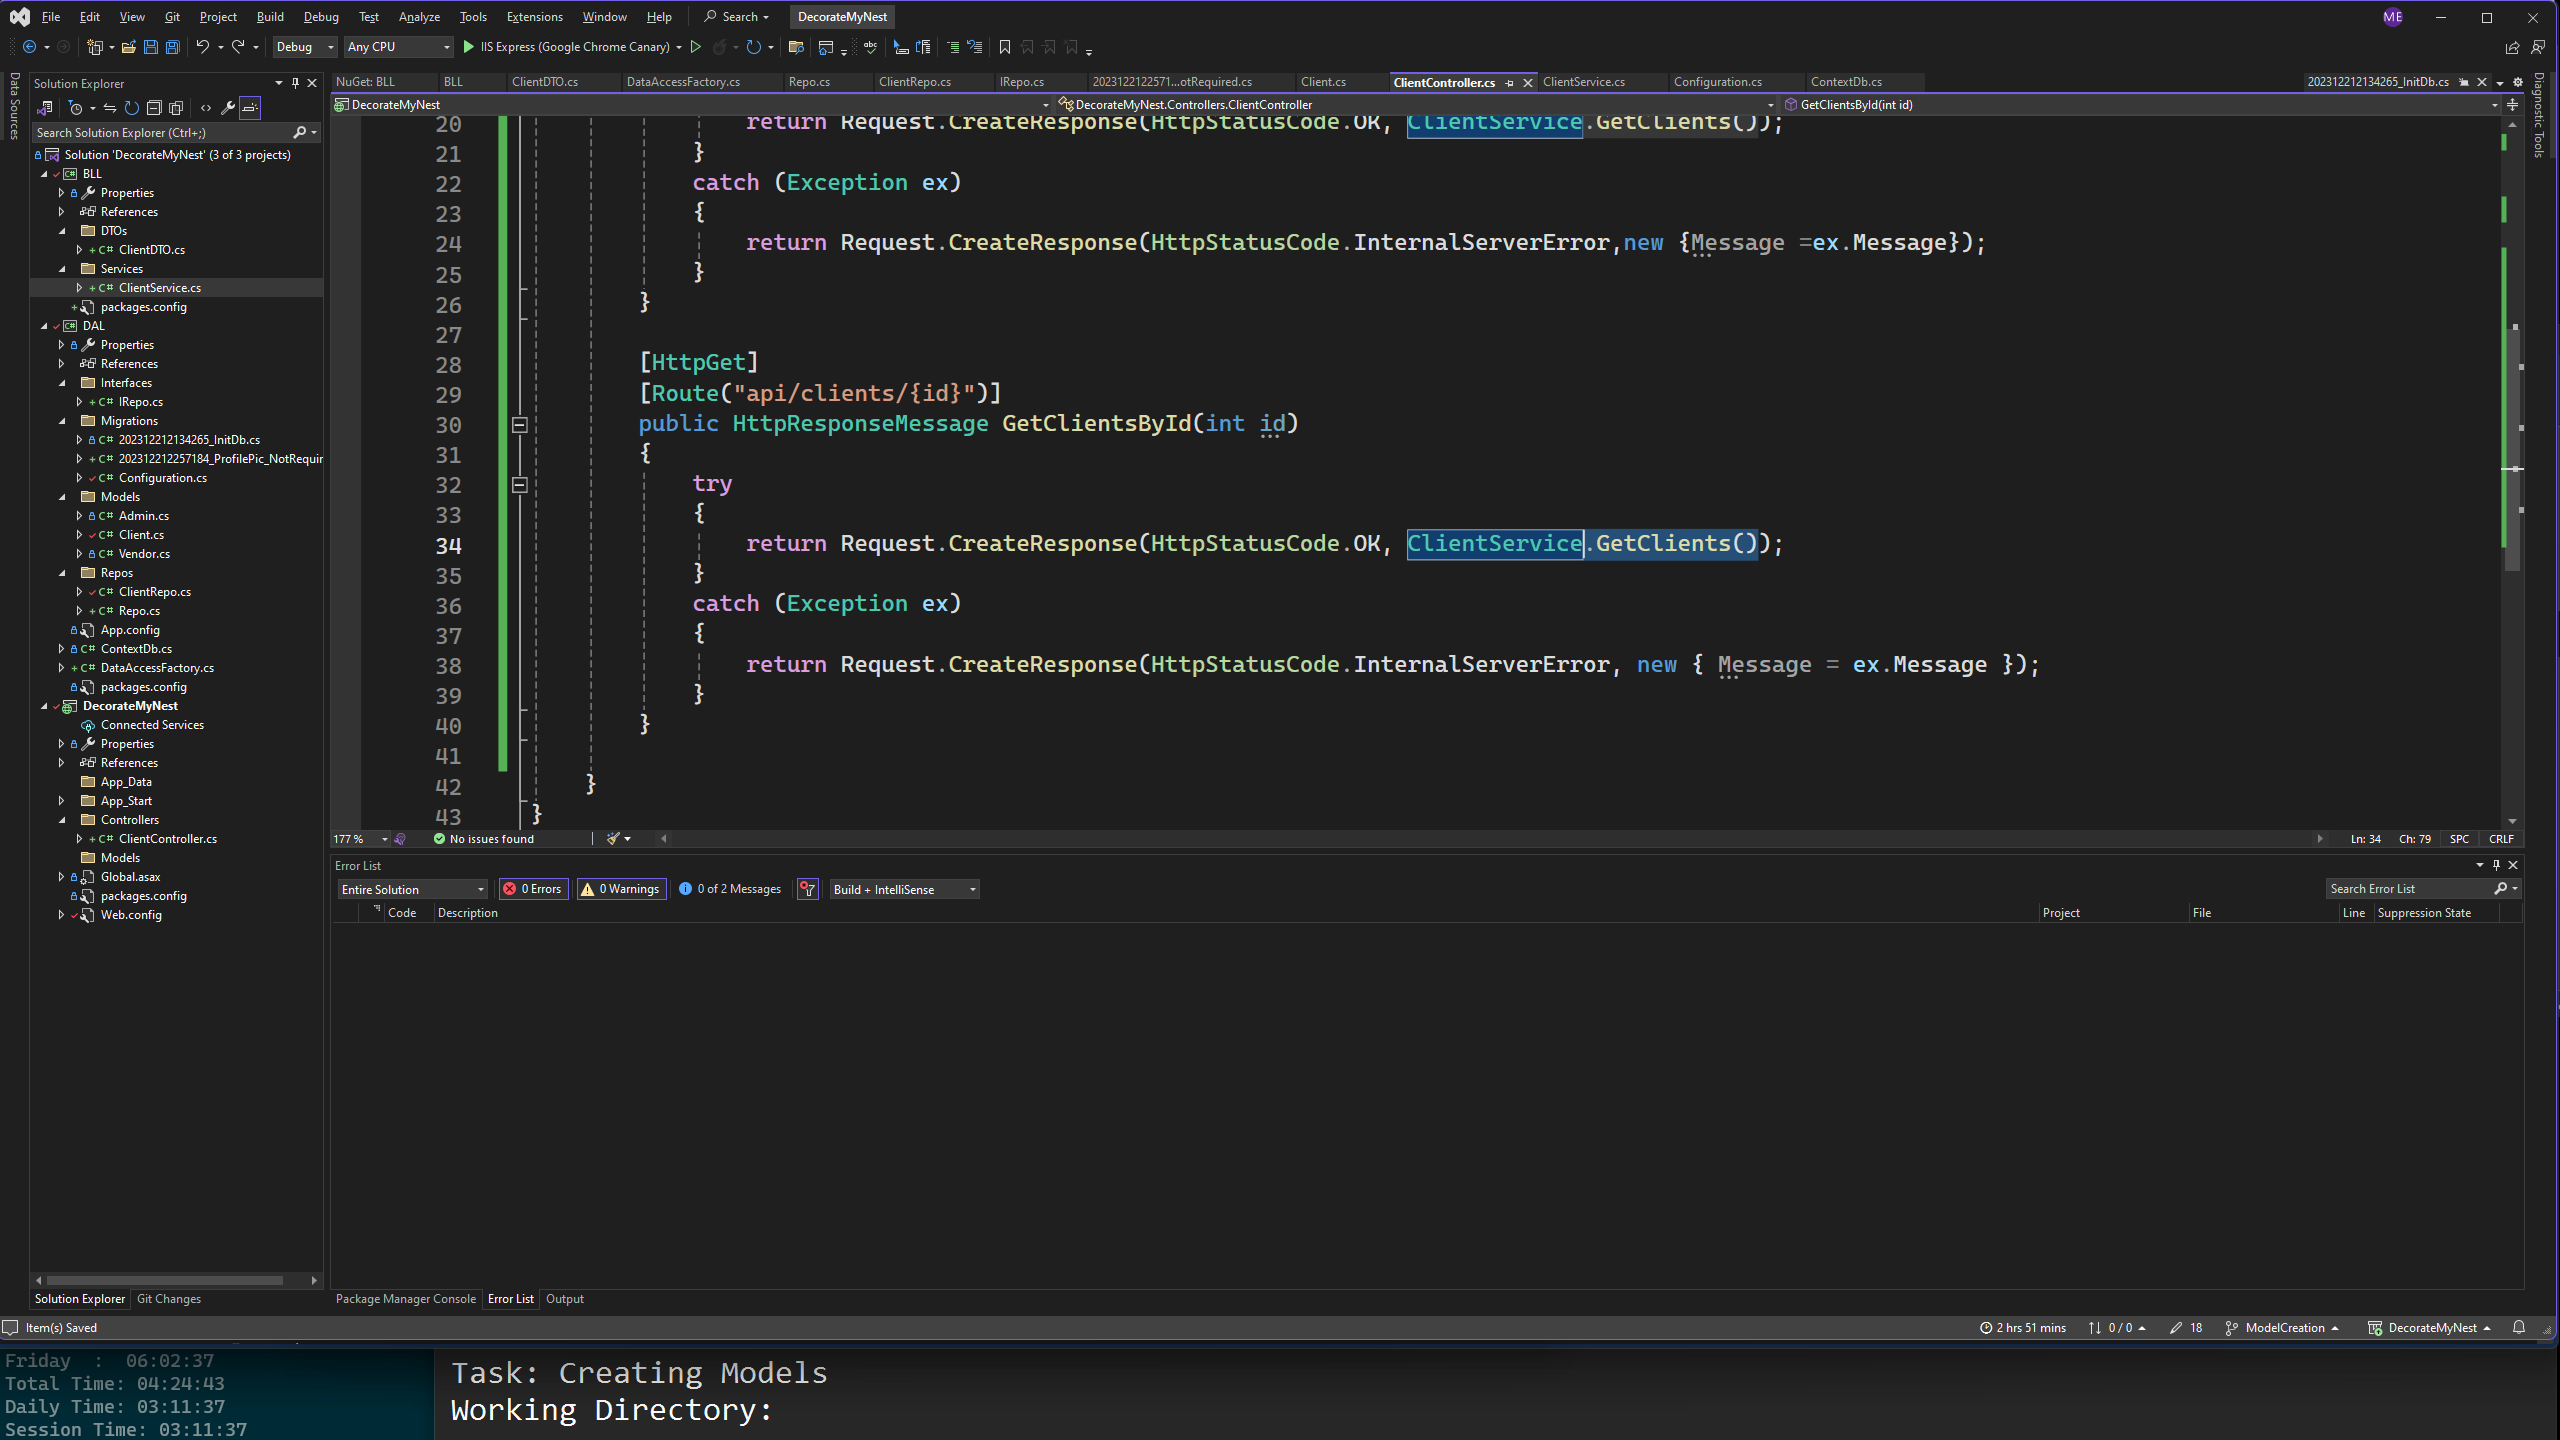 File Edit View Git Project Build Debug Test Analyze Tools Extensions Window Help Search DecorateMyNest ME
Debug Any CPU IIS Express (Google Chrome Canary)
Data Sources
Solution Explorer
Search Solution Explorer (Ctrl+;)
Solution 'DecorateMyNest' (3 of 3 projects)
BLL
Properties
References
DTOs
C# ClientDTO.cs
Services
C# ClientService.cs
packages.config
DAL
Properties
References
Interfaces
C# IRepo.cs
Migrations
C# 202312212134265_InitDb.cs
C# 202312212257184_ProfilePic_NotRequir
C# Configuration.cs
Models
C# Admin.cs
C# Client.cs
C# Vendor.cs
Repos
C# ClientRepo.cs
C# Repo.cs
App.config
C# ContextDb.cs
C# DataAccessFactory.cs
packages.config
DecorateMyNest
Connected Services
Properties
References
App_Data
App_Start
Controllers
C# ClientController.cs
Models
Global.asax
packages.config
Web.config
Solution Explorer Git Changes
NuGet: BLL BLL ClientDTO.cs DataAccessFactory.cs Repo.cs ClientRepo.cs IRepo.cs 2023122122571...otRequired.cs Client.cs ClientController.cs ClientService.cs Configuration.cs ContextDb.cs 202312212134265_InitDb.cs
DecorateMyNest DecorateMyNest.Controllers.ClientController GetClientsById(int id)
20 return Request.CreateResponse(HttpStatusCode.OK, ClientService.GetClients());
21 }
22 catch (Exception ex)
23 {
24 return Request.CreateResponse(HttpStatusCode.InternalServerError,new {Message =ex.Message});
25 }
26 }
27
28 [HttpGet]
29 [Route("api/clients/{id}")]
30 public HttpResponseMessage GetClientsById(int id)
31 {
32 try
33 {
34 return Request.CreateResponse(HttpStatusCode.OK, ClientService.GetClients());
35 }
36 catch (Exception ex)
37 {
38 return Request.CreateResponse(HttpStatusCode.InternalServerError, new { Message = ex.Message });
39 }
40 }
41
42 }
43 }
177 % No issues found Ln: 34 Ch: 79 SPC CRLF
Diagnostic Tools
Error List
Entire Solution 0 Errors 0 Warnings 0 of 2 Messages Build + IntelliSense Search Error List
Code Description Project File Line Suppression State
Package Manager Console Error List Output
Item(s) Saved 2 hrs 51 mins 0 / 0 18 ModelCreation DecorateMyNest
Friday : 06:02:37
Total Time: 04:24:43
Daily Time: 03:11:37
Session Time: 03:11:37
Task: Creating Models
Working Directory: